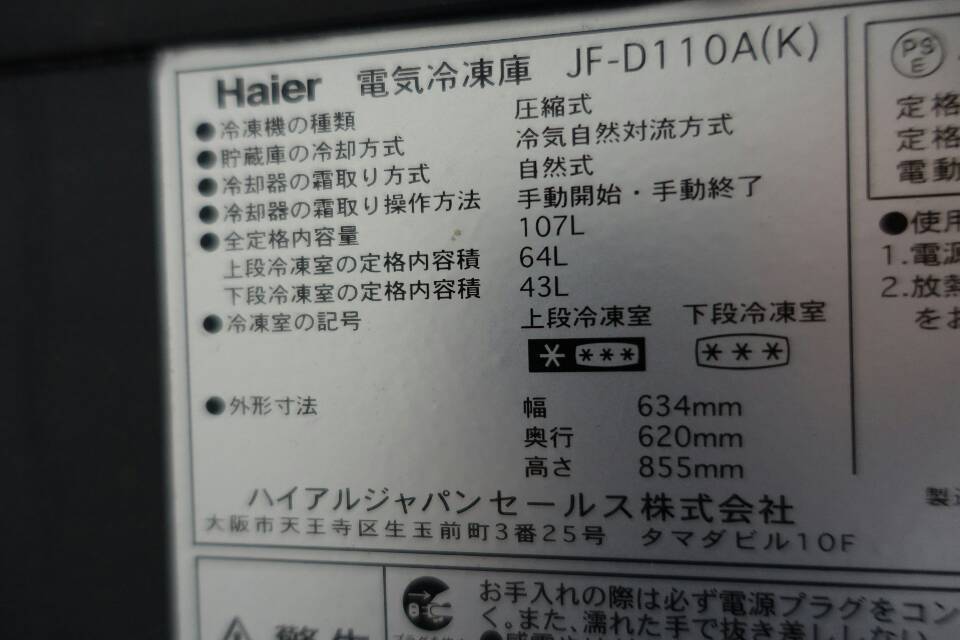 Haier 電気冷凍庫 JF-D110A(K)
●冷凍機の種類 圧縮式
●貯蔵庫の冷却方式 冷気自然対流方式
●冷却器の霜取り方式 自然式
●冷却器の霜取り操作方法 手動開始・手動終了
●全定格内容量 107L
上段冷凍室の定格内容積 64L
下段冷凍室の定格内容積 43L
●冷凍室の記号 上段冷凍室 下段冷凍室
* *** ***
●外形寸法 幅 634mm
奥行 620mm
高さ 855mm
ハイアルジャパンセールス株式会社
大阪市天王寺区生玉前町3番25号 タマダビル10F
PS
E
定格
定格
電動
●使用
1.電源
2.放熱
をお
製造
警告
お手入れの際は必ず電源プラグをコン
く。また、濡れた手で抜き差ししない